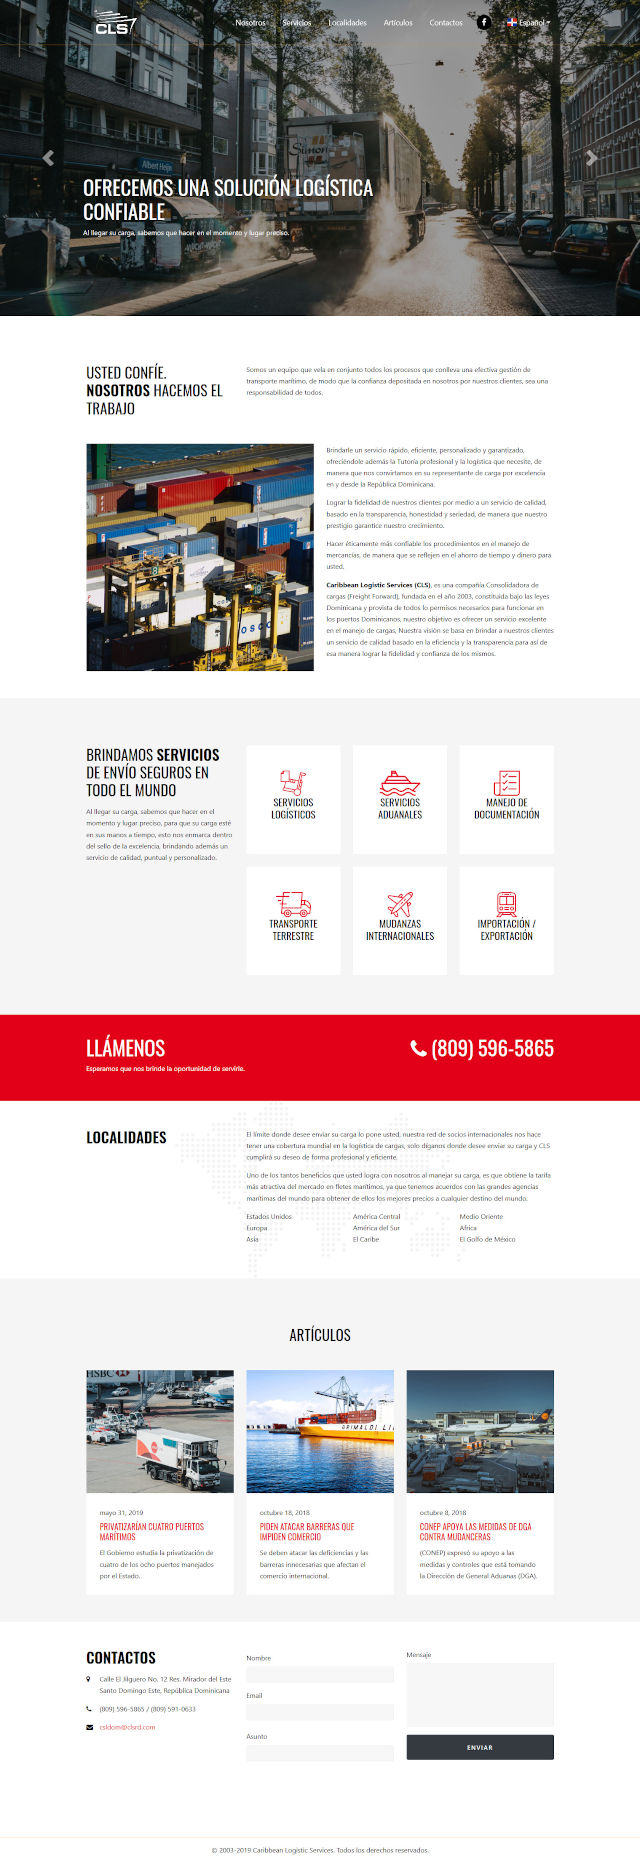 CLS
Nosotros Servicios Localidades Artículos Contactos Español
Albert Heijn
Simon
OFRECEMOS UNA SOLUCIÓN LOGÍSTICA
CONFIABLE
Al llegar su carga, sabemos que hacer en el momento y lugar preciso.
USTED CONFÍE.
NOSOTROS HACEMOS EL
TRABAJO
Somos un equipo que vela en conjunto todos los procesos que conlleva una efectiva gestión de
transporte marítimo, de modo que la confianza depositada en nosotros por nuestros clientes, sea una
responsabilidad de todos.
Brindarle un servicio rápido, eficiente, personalizado y garantizado,
ofreciéndole además la Tutoría profesional y la logística que necesite, de
manera que nos convirtamos en su representante de carga por excelencia
en y desde la República Dominicana.
Lograr la fidelidad de nuestros clientes por medio a un servicio de calidad,
basado en la transparencia, honestidad y seriedad, de manera que nuestro
prestigio garantice nuestro crecimiento.
Hacer éticamente más confiable los procedimientos en el manejo de
mercancías, de manera que se reflejen en el ahorro de tiempo y dinero para
usted.
Caribbean Logistic Services (CLS), es una compañía Consolidadora de
cargas (Freight Forward), fundada en el año 2003, constituida bajo las leyes
Dominicana y provista de todos lo permisos necesarios para funcionar en
los puertos Dominicanos, nuestro objetivo es ofrecer un servicio excelente
en el manejo de cargas, Nuestra visión se basa en brindar a nuestros clientes
un servicio de calidad basado en la eficiencia y la transparencia para así de
esa manera lograr la fidelidad y confianza de los mismos.
BRINDAMOS SERVICIOS
DE ENVÍO SEGUROS EN
TODO EL MUNDO
Al llegar su carga, sabemos que hacer en el
momento y lugar preciso, para que su carga esté
en sus manos a tiempo, esto nos enmarca dentro
del sello de la excelencia, brindando además un
servicio de calidad, puntual y personalizado.
SERVICIOS
LOGÍSTICOS
SERVICIOS
ADUANALES
MANEJO DE
DOCUMENTACIÓN
TRANSPORTE
TERRESTRE
MUDANZAS
INTERNACIONALES
IMPORTACIÓN /
EXPORTACIÓN
LLÁMENOS
Esperamos que nos brinde la oportunidad de servirle.
(809) 596-5865
LOCALIDADES
El límite donde desee enviar su carga lo pone usted, nuestra red de socios internacionales nos hace
tener una cobertura mundial en la logística de cargas, solo díganos donde desee enviar su carga y CLS
cumplirá su deseo de forma profesional y eficiente.
Uno de los tantos beneficios que usted logra con nosotros al manejar su carga, es que obtiene la tarifa
más atractiva del mercado en fletes marítimos, ya que tenemos acuerdos con las grandes agencias
marítimas del mundo para obtener de ellos los mejores precios a cualquier destino del mundo.
Estados Unidos América Central Medio Oriente
Europa América del Sur Africa
Asia El Caribe El Golfo de México
ARTÍCULOS
HSBC
GRIMALDI LI
mayo 31, 2019
PRIVATIZARÍAN CUATRO PUERTOS
MARÍTIMOS
El Gobierno estudia la privatización de
cuatro de los ocho puertos manejados
por el Estado.
octubre 18, 2018
PIDEN ATACAR BARRERAS QUE
IMPIDEN COMERCIO
Se deben atacar las deficiencias y las
barreras innecesarias que afectan el
comercio internacional.
octubre 8, 2018
CONEP APOYA LAS MEDIDAS DE DGA
CONTRA MUDANCERAS
(CONEP) expresó su apoyo a las
medidas y controles que está tomando
la Dirección de General Aduanas (DGA).
CONTACTOS
Calle El Jilguero No. 12 Res. Mirador del Este
Santo Domingo Este, República Dominicana
(809) 596-5865 / (809) 591-0633
csldom@clsrd.com
Nombre
Email
Asunto
Mensaje
ENVIAR
© 2003-2019 Caribbean Logistic Services. Todos los derechos reservados.